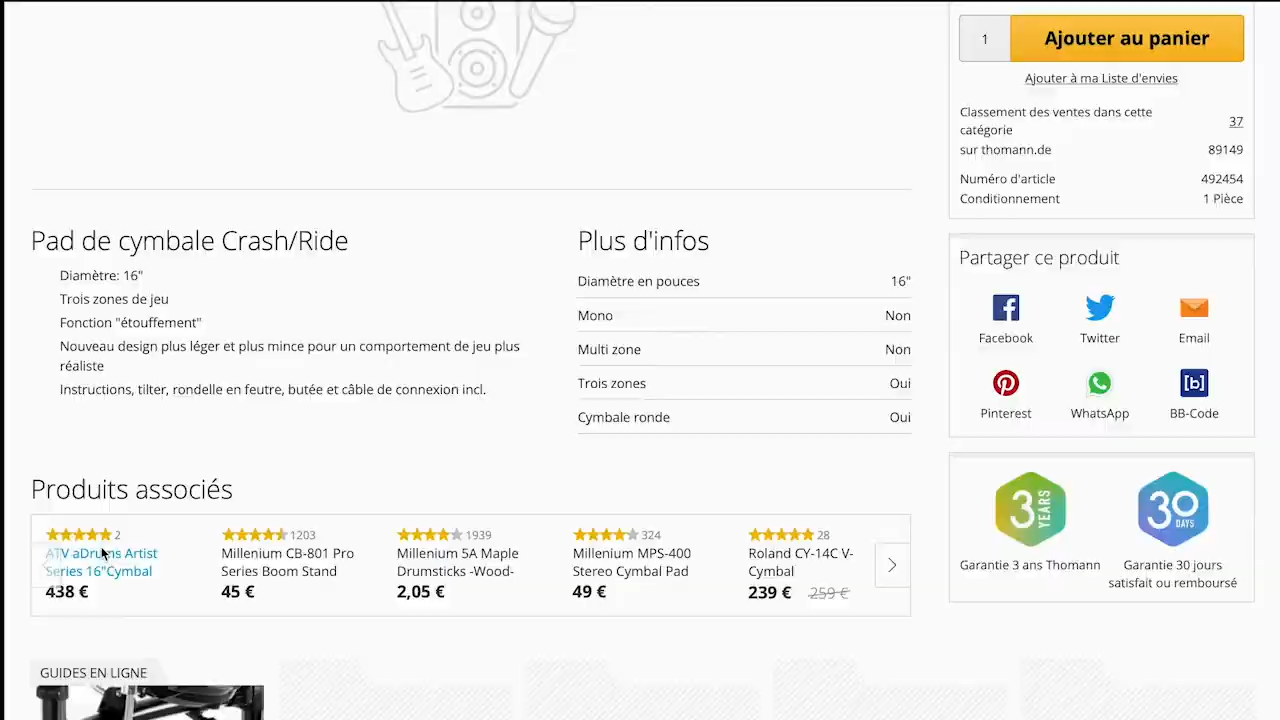 1
Ajouter au panier
Ajouter à ma Liste d'envies
Classement des ventes dans cette
catégorie
37
sur thomann.de
89149
Numéro d'article
492454
Conditionnement
1 Pièce
Pad de cymbale Crash/Ride
Diamètre: 16"
Trois zones de jeu
Fonction "étouffement"
Nouveau design plus léger et plus mince pour un comportement de jeu plus
réaliste
Instructions, tilter, rondelle en feutre, butée et câble de connexion incl.
Plus d'infos
Diamètre en pouces 16"
Mono Non
Multi zone Non
Trois zones Oui
Cymbale ronde Oui
Partager ce produit
Facebook Twitter Email
Pinterest WhatsApp BB-Code
3 YEARS
Garantie 3 ans Thomann
30 DAYS
Garantie 30 jours
satisfait ou remboursé
Produits associés
2
ATV aDrums Artist
Series 16"Cymbal
438 €
1203
Millenium CB-801 Pro
Series Boom Stand
45 €
1939
Millenium 5A Maple
Drumsticks -Wood-
2,05 €
324
Millenium MPS-400
Stereo Cymbal Pad
49 €
28
Roland CY-14C V-
Cymbal
239 € 259 €
GUIDES EN LIGNE